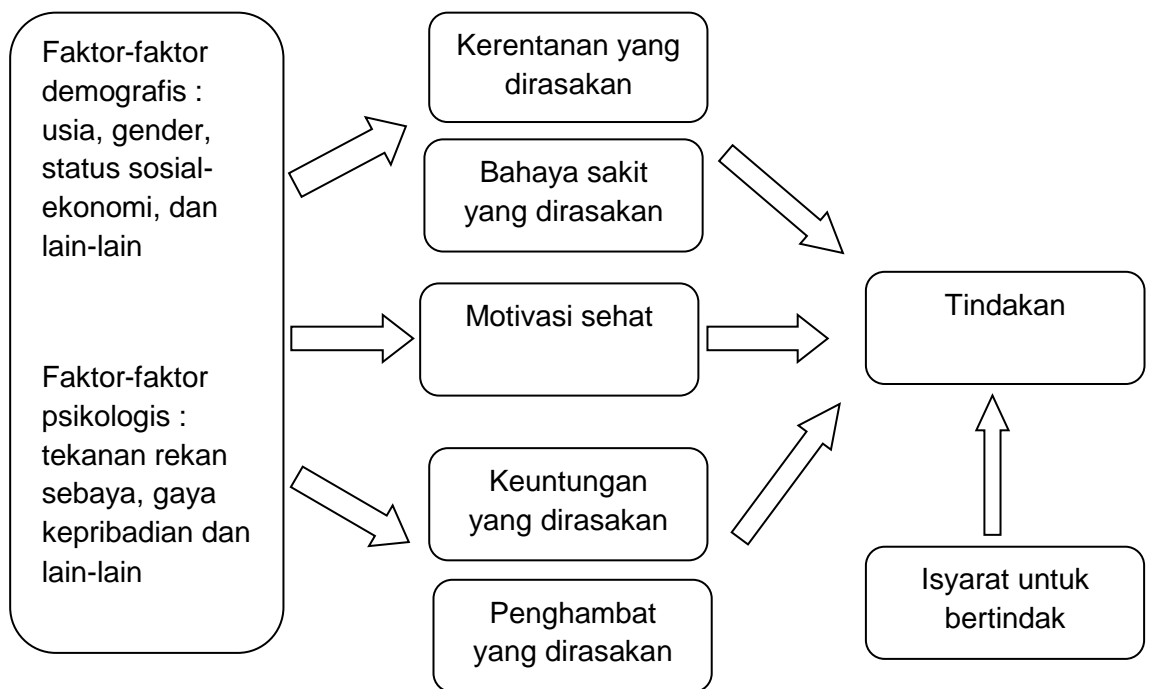 Faktor-faktor
demografis :
usia, gender,
status sosial-
ekonomi, dan
lain-lain
Faktor-faktor
psikologis :
tekanan rekan
sebaya, gaya
kepribadian dan
lain-lain
Kerentanan yang
dirasakan
Bahaya sakit
yang dirasakan
Motivasi sehat
Keuntungan
yang dirasakan
Penghambat
yang dirasakan
Tindakan
Isyarat untuk
bertindak